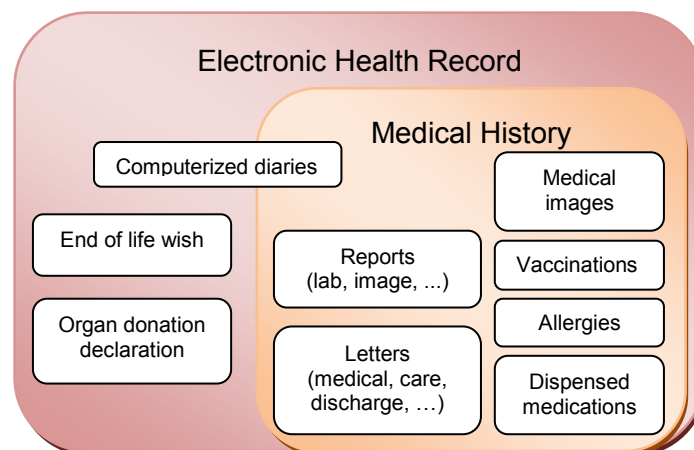 Electronic Health Record
Medical History
Computerized diaries
End of life wish
Organ donation
declaration
Reports
(lab, image, ...)
Letters
(medical, care,
discharge, …)
Medical
images
Vaccinations
Allergies
Dispensed
medications